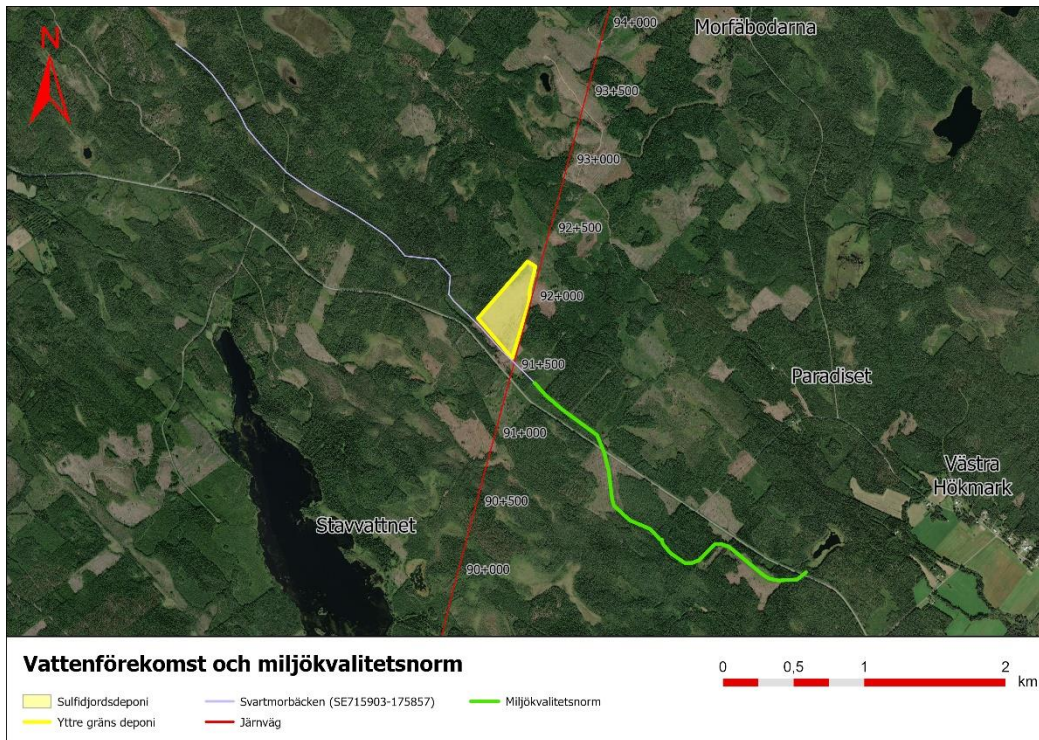 N
Morfäbodarna
94+000
93+500
93+000
92+500
92+000
91+500
91+000
90+500
90+000
Paradiset
Västra
Hökmark
Stavvattnet
Vattenförekomst och miljökvalitetsnorm
Sulfidjordsdeponi
Svartmorbäcken (SE715903-175857)
Miljökvalitetsnorm
Yttre gräns deponi
Järnväg
0 0,5 1 2
km